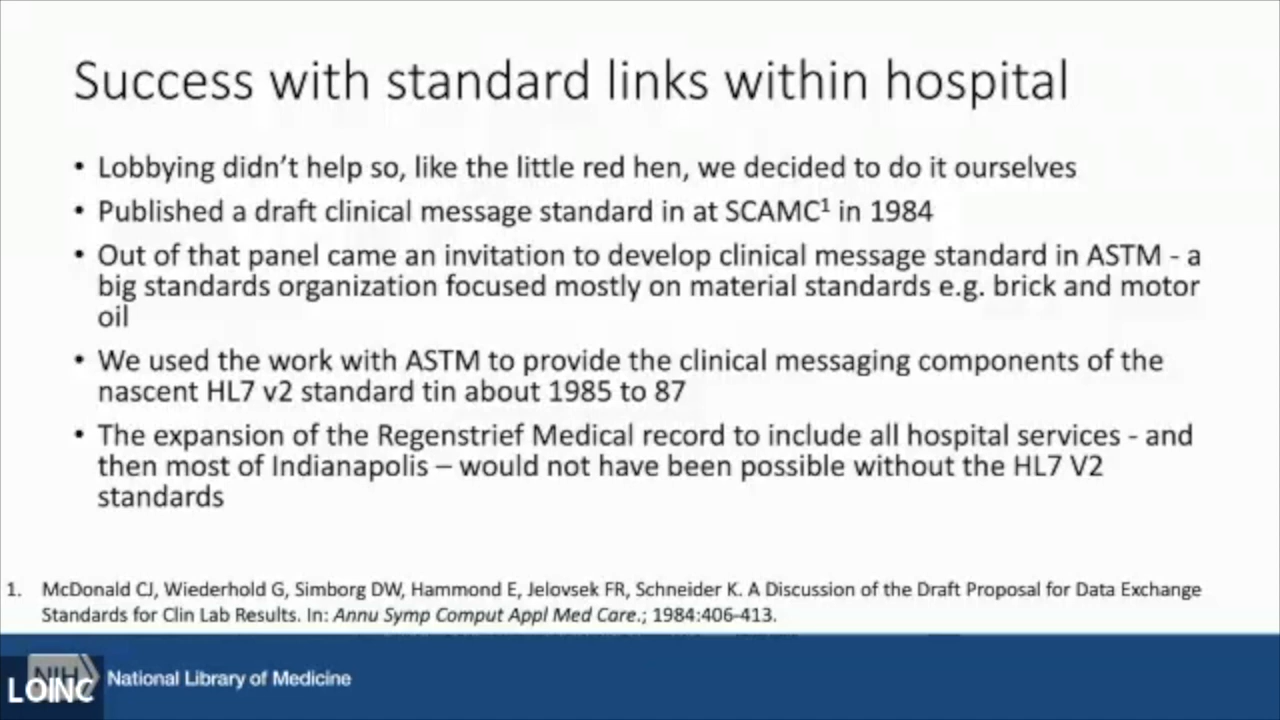 Success with standard links within hospital
• Lobbying didn't help so, like the little red hen, we decided to do it ourselves
• Published a draft clinical message standard in at SCAMC¹ in 1984
• Out of that panel came an invitation to develop clinical message standard in ASTM - a
big standards organization focused mostly on material standards e.g. brick and motor
oil
• We used the work with ASTM to provide the clinical messaging components of the
nascent HL7 v2 standard tin about 1985 to 87
• The expansion of the Regenstrief Medical record to include all hospital services - and
then most of Indianapolis – would not have been possible without the HL7 V2
standards
1. McDonald CJ, Wiederhold G, Simborg DW, Hammond E, Jelovsek FR, Schneider K. A Discussion of the Draft Proposal for Data Exchange
Standards for Clin Lab Results. In: Annu Symp Comput Appl Med Care.; 1984:406-413.
NIH National Library of Medicine
LOINC